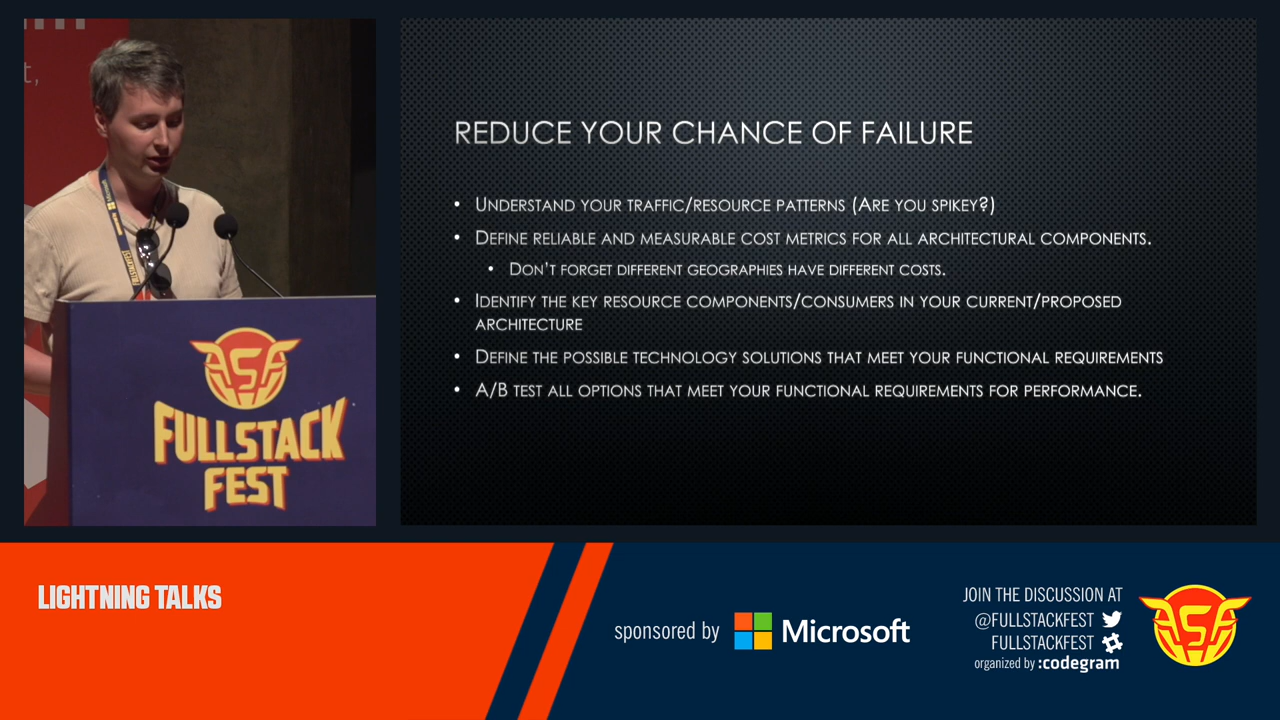 t,
FULLSTACK
FEST
REDUCE YOUR CHANCE OF FAILURE
• UNDERSTAND YOUR TRAFFIC/RESOURCE PATTERNS (ARE YOU SPIKEY?)
• DEFINE RELIABLE AND MEASURABLE COST METRICS FOR ALL ARCHITECTURAL COMPONENTS.
• DON'T FORGET DIFFERENT GEOGRAPHIES HAVE DIFFERENT COSTS.
• IDENTIFY THE KEY RESOURCE COMPONENTS/CONSUMERS IN YOUR CURRENT/PROPOSED
ARCHITECTURE
• DEFINE THE POSSIBLE TECHNOLOGY SOLUTIONS THAT MEET YOUR FUNCTIONAL REQUIREMENTS
• A/B TEST ALL OPTIONS THAT MEET YOUR FUNCTIONAL REQUIREMENTS FOR PERFORMANCE.
LIGHTNING TALKS
sponsored by Microsoft
JOIN THE DISCUSSION AT
@FULLSTACKFEST
FULLSTACKFEST
organized by :codegram